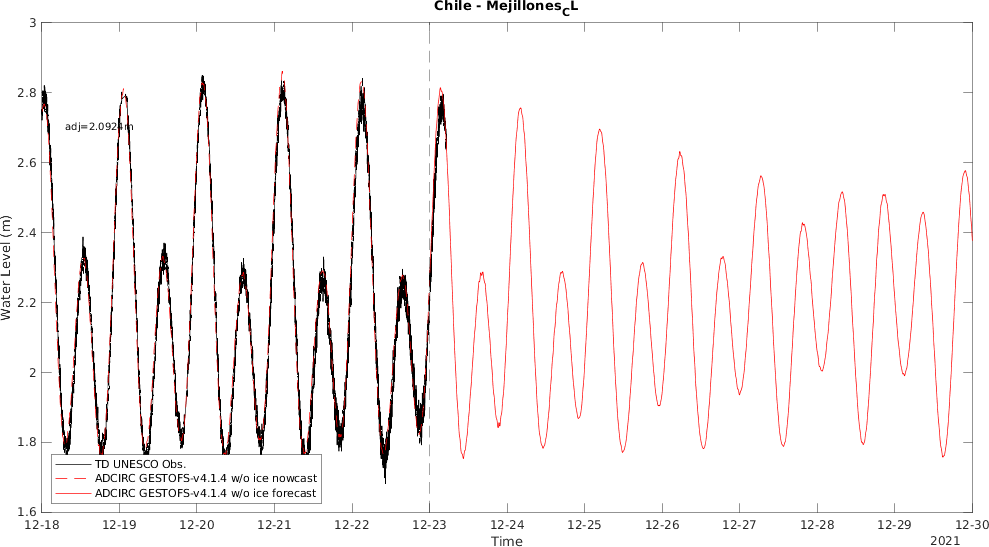 Chile - Mejillones_CL
3
2.8
2.6
2.4
2.2
2
1.8
1.6
Water Level (m)
adj=2.0924m
TD UNESCO Obs.
ADCIRC GESTOFS-v4.1.4 w/o ice nowcast
ADCIRC GESTOFS-v4.1.4 w/o ice forecast
12-18 12-19 12-20 12-21 12-22 12-23 12-24 12-25 12-26 12-27 12-28 12-29 12-30
Time
2021